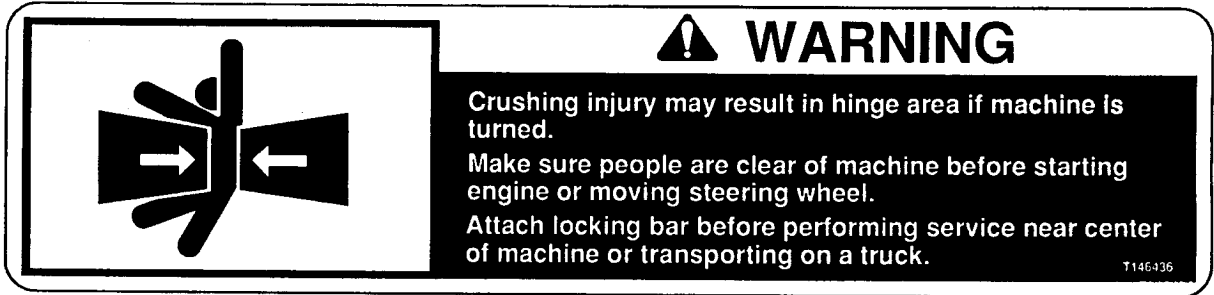 WARNING
Crushing injury may result in hinge area if machine is
turned.
Make sure people are clear of machine before starting
engine or moving steering wheel.
Attach locking bar before performing service near center
of machine or transporting on a truck.
T146436